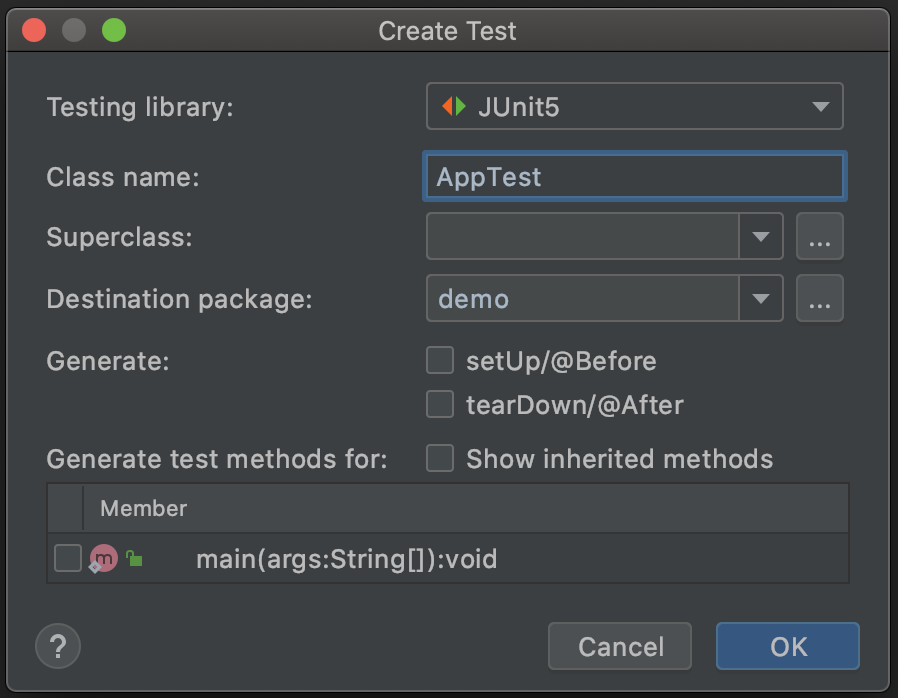 Create Test
Testing library: JUnit5
Class name: AppTest
Superclass: ...
Destination package: demo ...
Generate: setUp/@Before
tearDown/@After
Generate test methods for: Show inherited methods
Member
m main(args:String[]):void
? Cancel OK